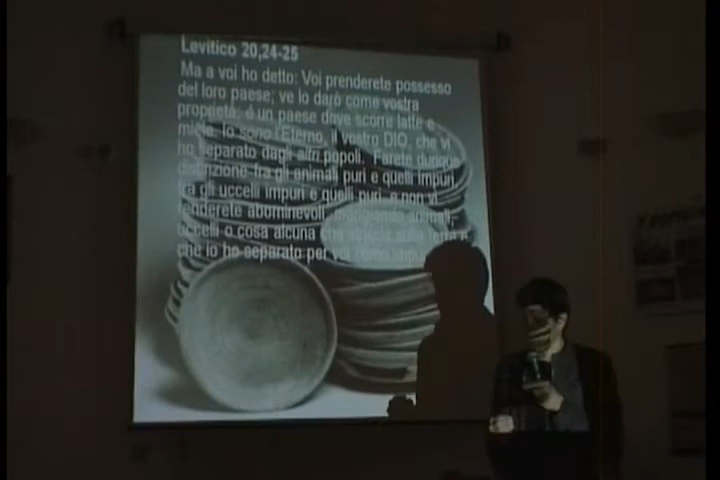 Levitico 20,24-25
Ma a voi ho detto: Voi prenderete possesso
del loro paese; ve lo darò come vostra
proprietà; é un paese dove scorre latte e
miele. Io sono l'Eterno, il vostro DIO, che vi
ho separato dagli altri popoli. Farete dunque
distinzione fra gli animali puri e quelli impuri
fra gli uccelli impuri e quelli puri, e non vi
renderete abominevoli, mangiando animali,
uccelli o cosa alcuna che striscia sulla terra e
che io ho separato per voi come impuri